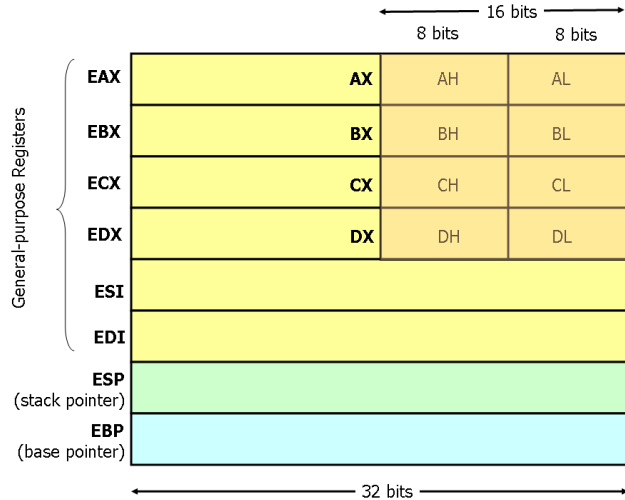 16 bits
8 bits 8 bits
General-purpose Registers
EAX AX AH AL
EBX BX BH BL
ECX CX CH CL
EDX DX DH DL
ESI
EDI
ESP
(stack pointer)
EBP
(base pointer)
32 bits